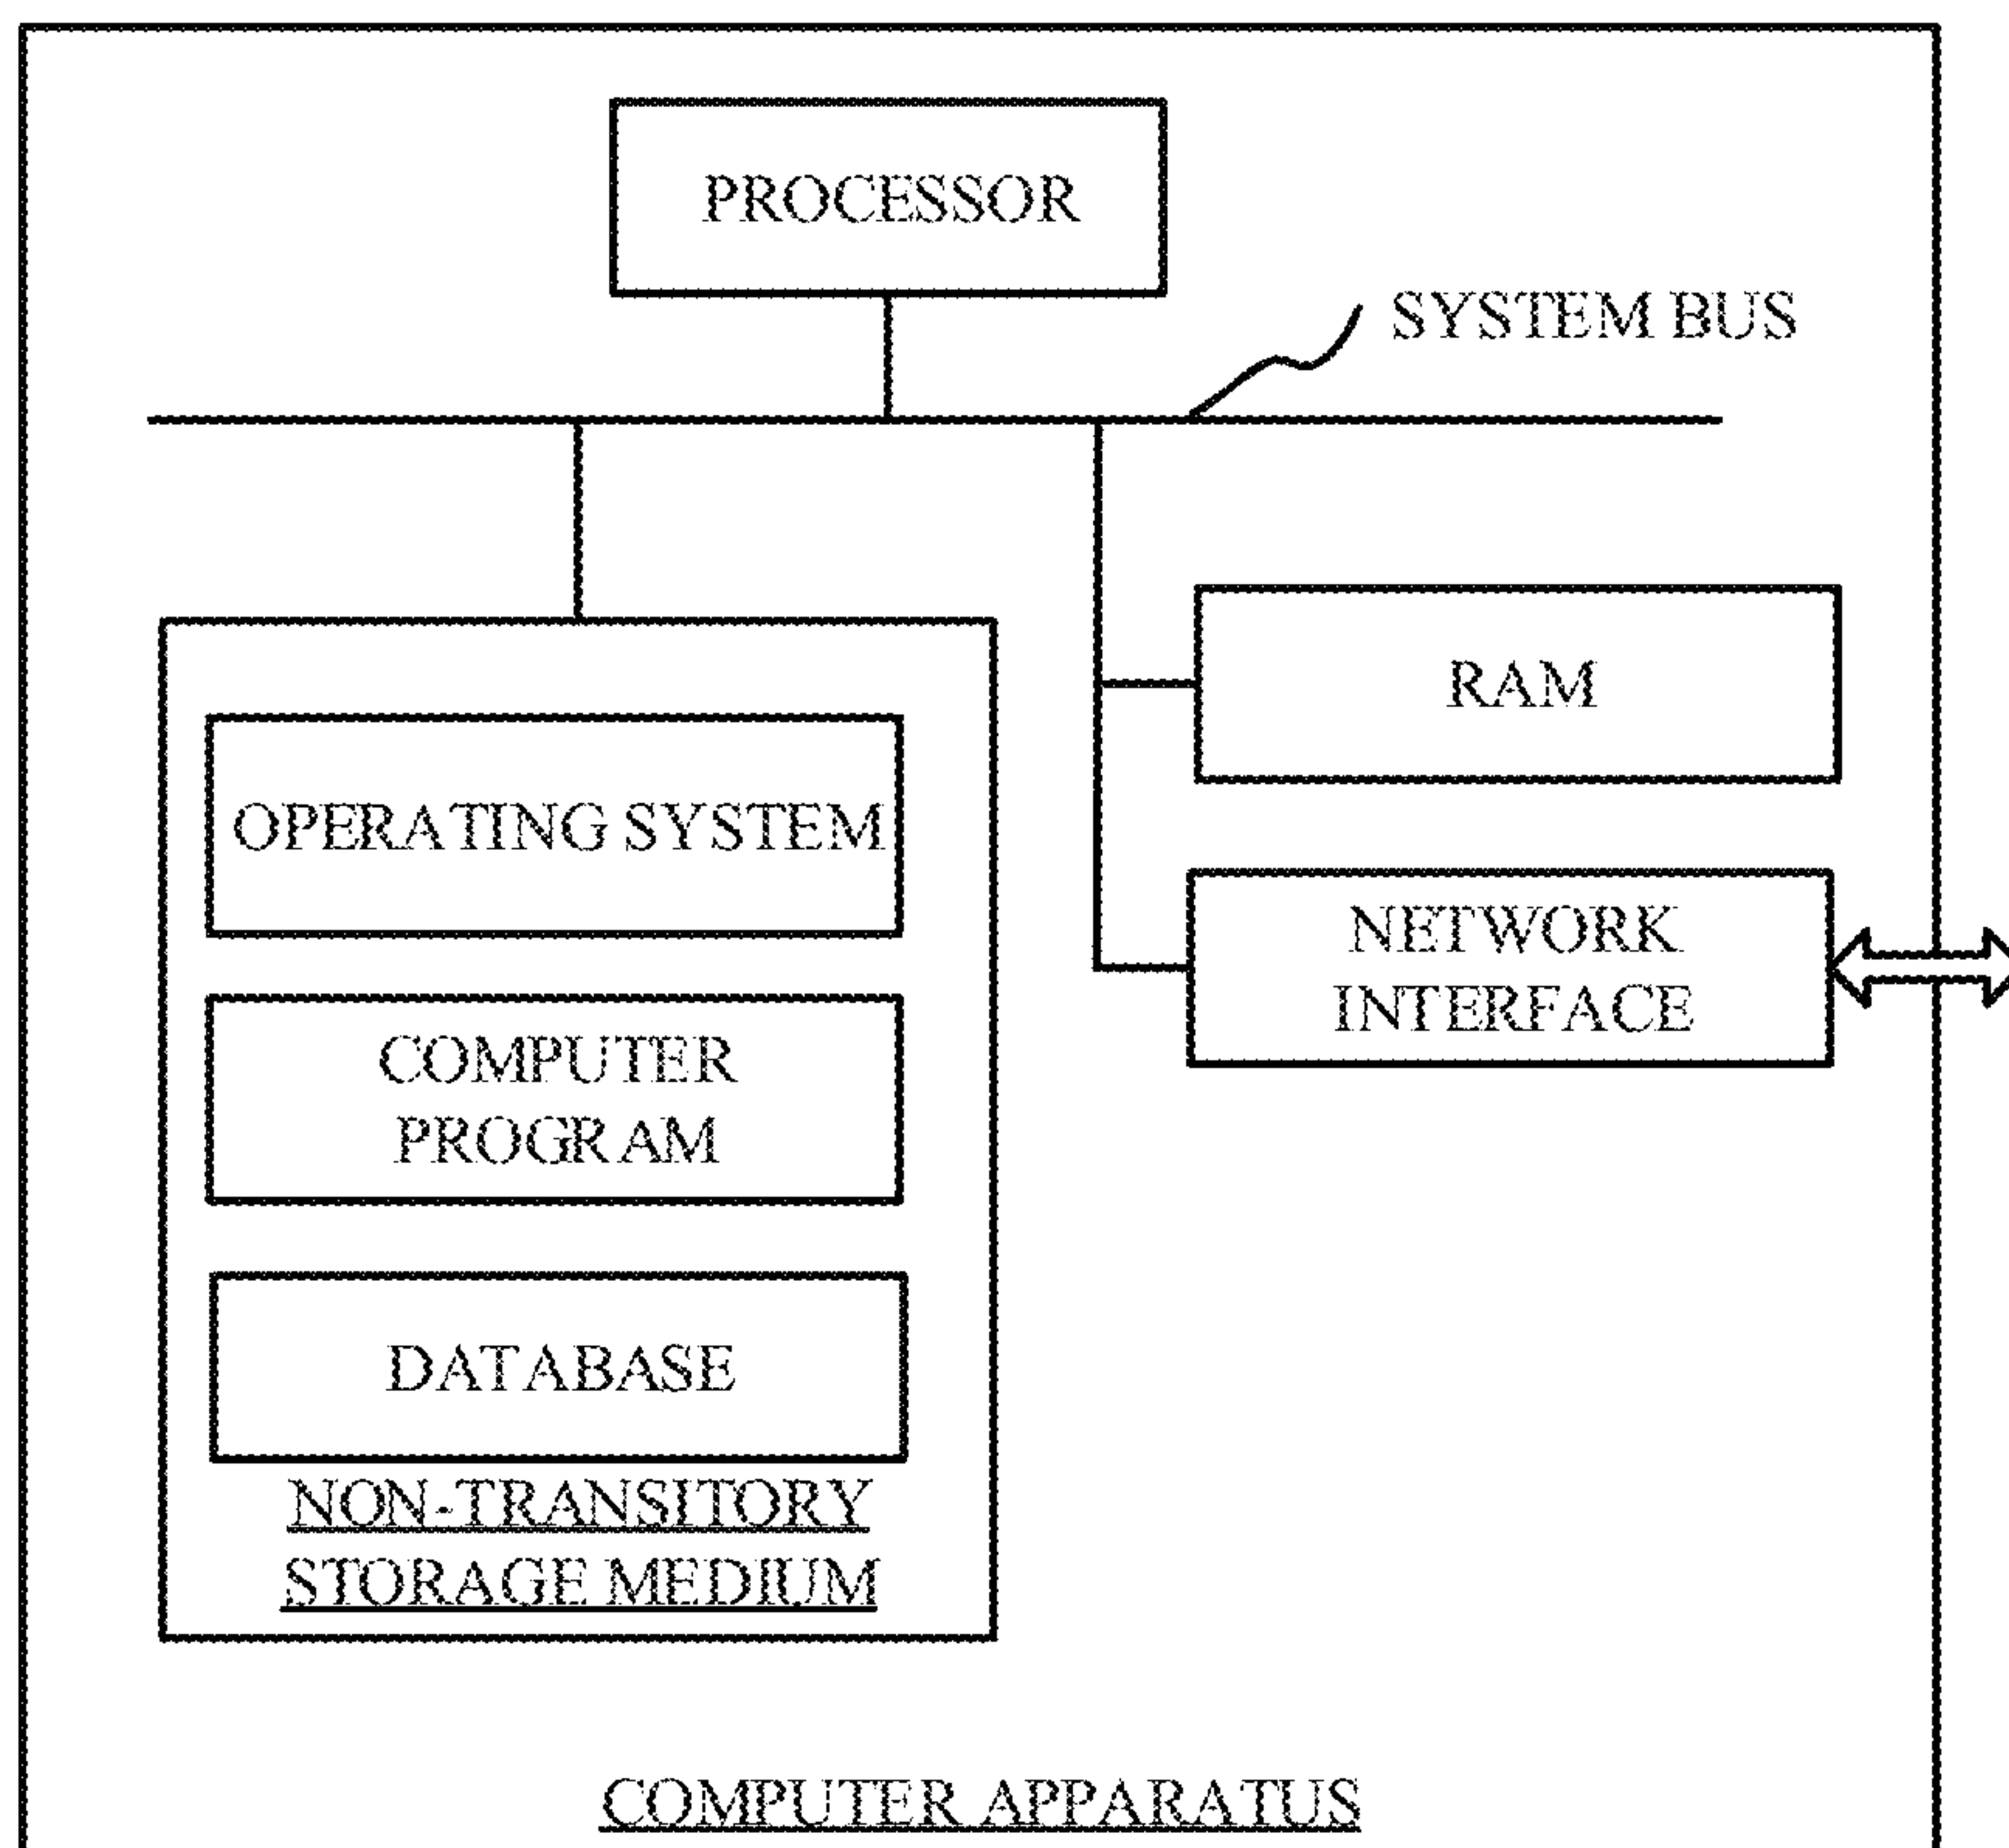 PROCESSOR
SYSTEM BUS
RAM
OPERATING SYSTEM
NETWORK
INTERFACE
COMPUTER
PROGRAM
DATABASE
NON-TRANSITORY
STORAGE MEDIUM
COMPUTER APPARATUS